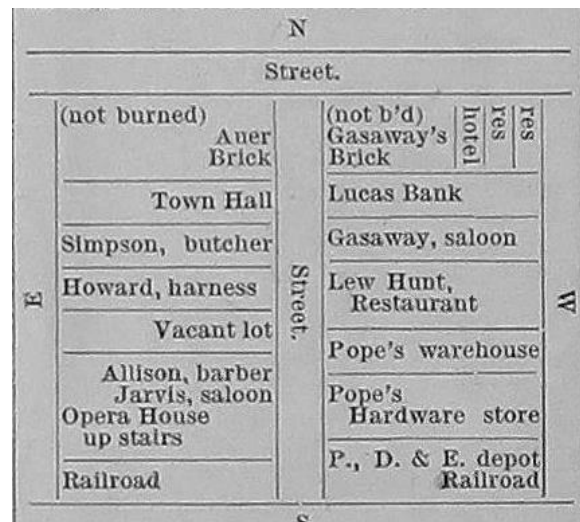 N
Street.
(not burned)
Auer
Brick
Town Hall
Simpson, butcher
Howard, harness
Vacant lot
Allison, barber
Jarvis, saloon
Opera House
up stairs
Railroad
E
Street.
(not b'd)
Gasaway's
Brick
hotel
res
res
Lucas Bank
Gasaway, saloon
Lew Hunt,
Restaurant
Pope's warehouse
Pope's
Hardware store
P., D. & E. depot
Railroad
W
S